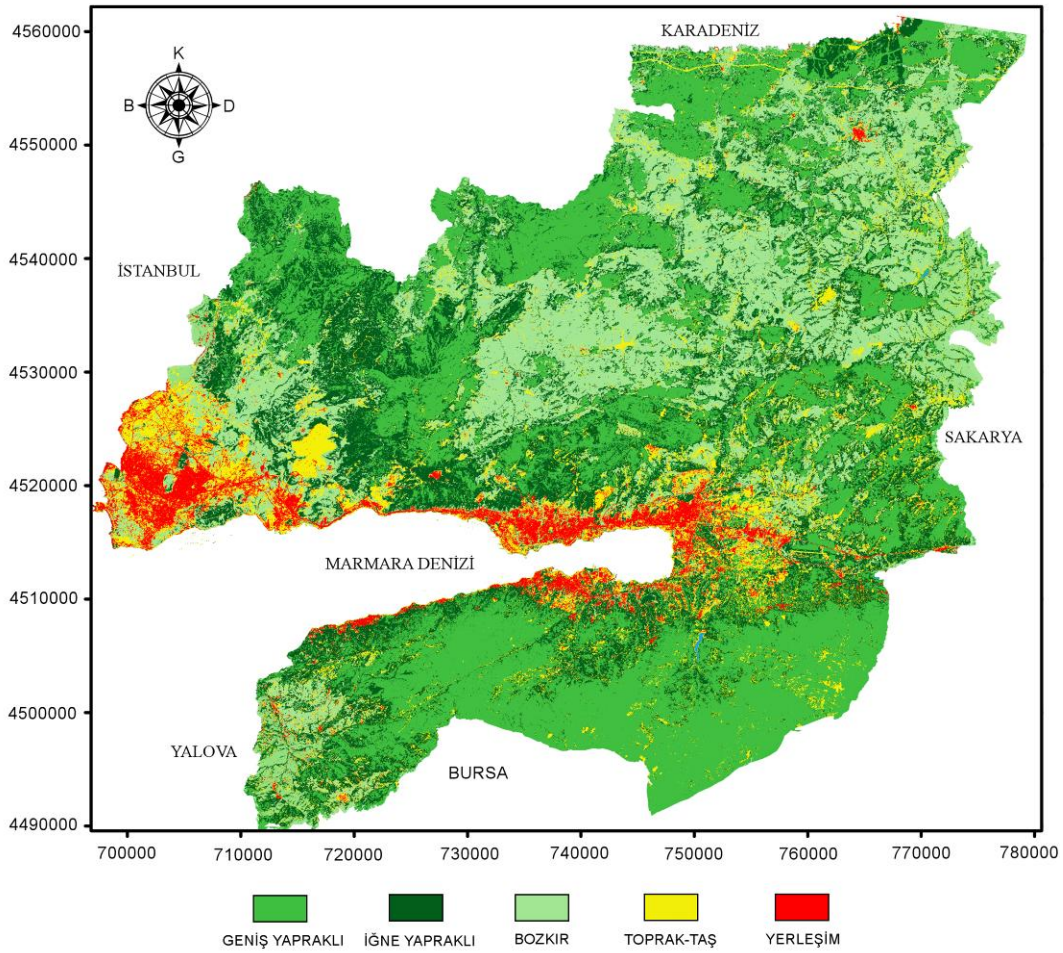 4560000
4550000
4540000
4530000
4520000
4510000
4500000
4490000
K
B
D
G
KARADENİZ
İSTANBUL
SAKARYA
MARMARA DENİZİ
YALOVA
BURSA
700000 710000 720000 730000 740000 750000 760000 770000 780000
GENİŞ YAPRAKLI İĞNE YAPRAKLI BOZKIR TOPRAK-TAŞ YERLEŞİM